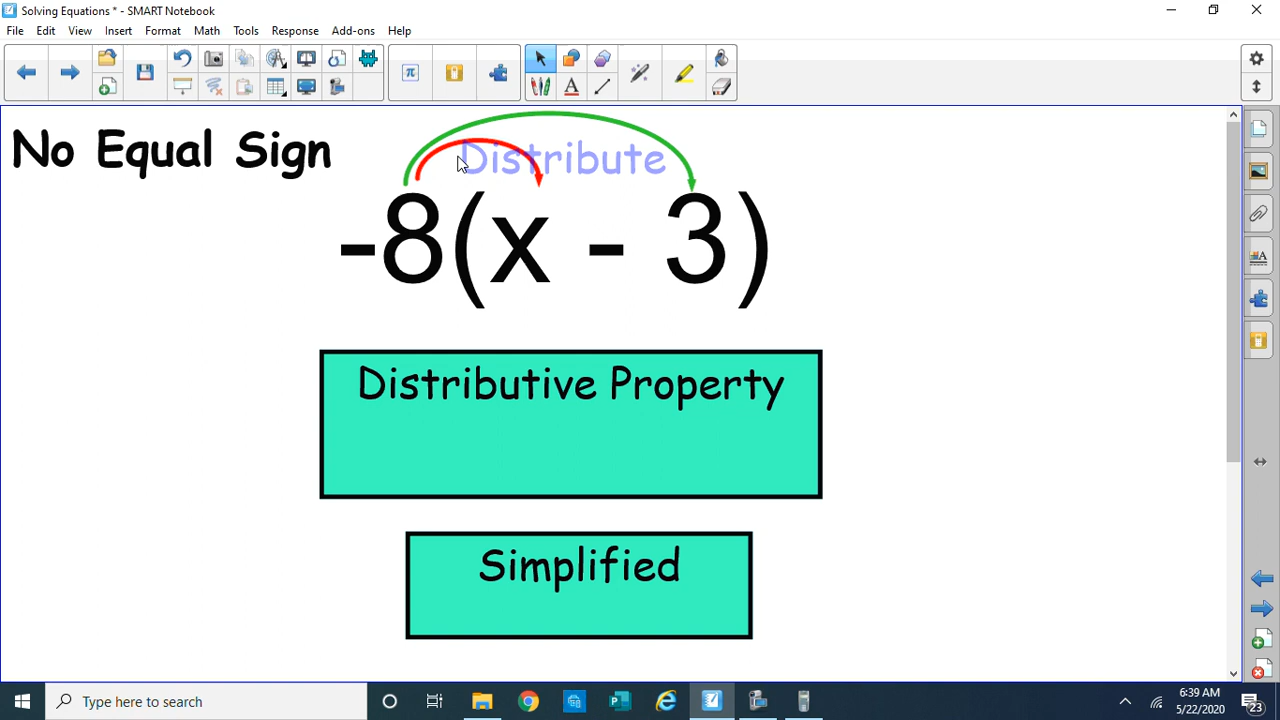 Solving Equations * - SMART Notebook
File Edit View Insert Format Math Tools Response Add-ons Help
No Equal Sign
Distribute
-8(x - 3)
Distributive Property
Simplified
Type here to search
6:39 AM
5/22/2020
23